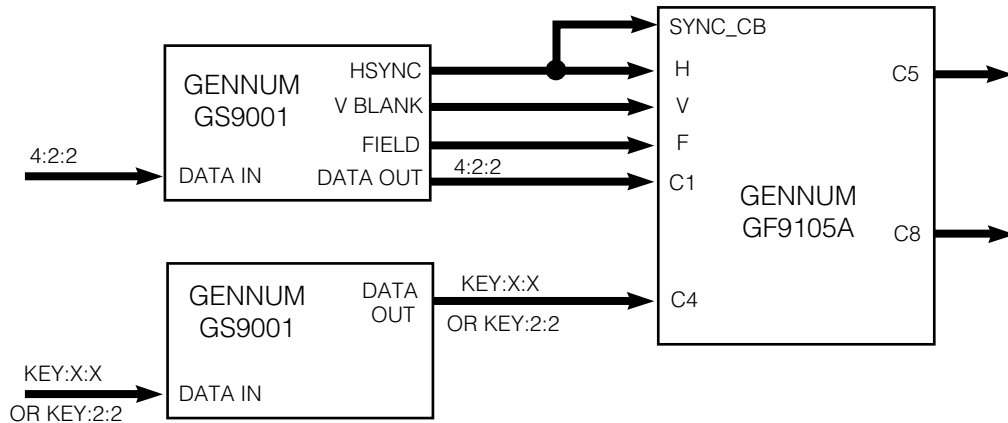 GENNUM
GS9001
HSYNC
V BLANK
FIELD
DATA IN
DATA OUT
4:2:2
4:2:2
SYNC_CB
H
V
F
C1
C4
GENNUM
GF9105A
C5
C8
GENNUM
GS9001
DATA
OUT
DATA IN
KEY:X:X
OR KEY:2:2
KEY:X:X
OR KEY:2:2